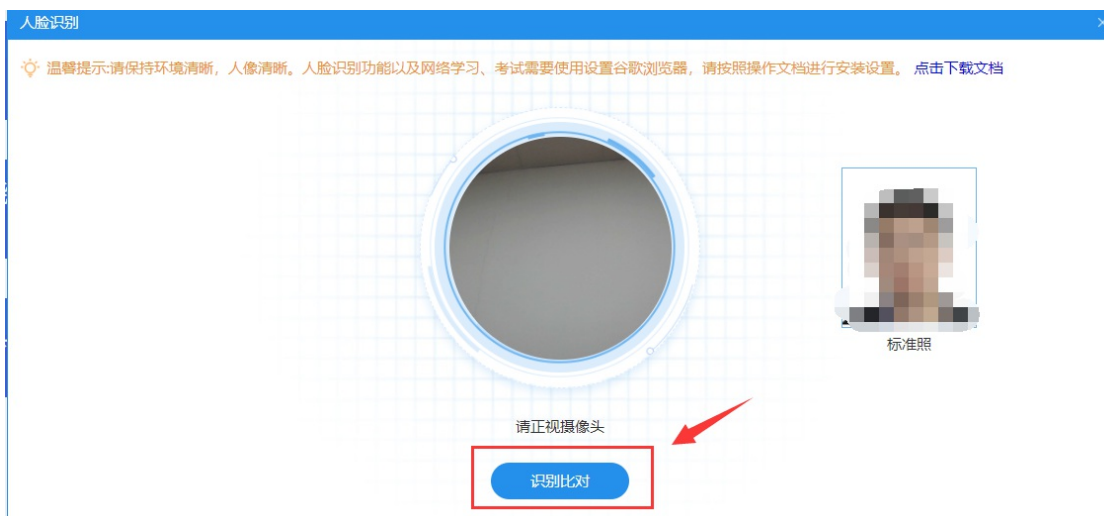 人脸识别
温馨提示:请保持环境清晰，人像清晰。人脸识别功能以及网络学习、考试需要使用设置谷歌浏览器，请按照操作文档进行安装设置。 点击下载文档
标准照
请正视摄像头
识别比对